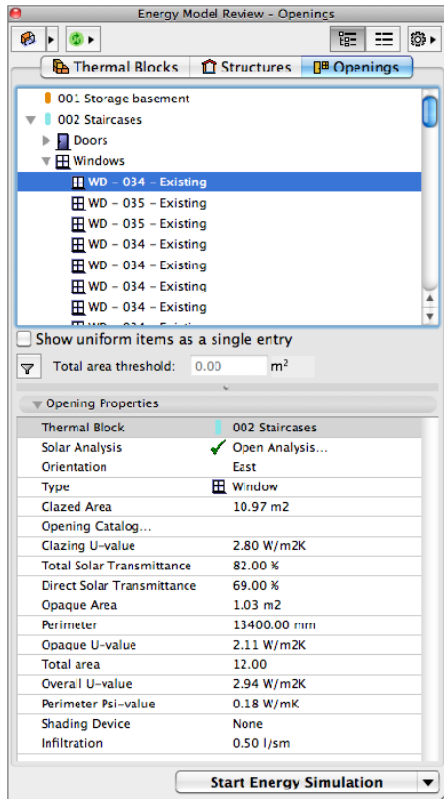 Energy Model Review - Openings
Thermal Blocks Structures Openings
001 Storage basement
002 Staircases
Doors
Windows
WD - 034 - Existing
WD - 035 - Existing
WD - 035 - Existing
WD - 034 - Existing
WD - 034 - Existing
WD - 034 - Existing
WD - 034 - Existing
Show uniform items as a single entry
Total area threshold: 0.00 m²
Opening Properties
Thermal Block 002 Staircases
Solar Analysis Open Analysis...
Orientation East
Type Window
Glazed Area 10.97 m2
Opening Catalog...
Glazing U-value 2.80 W/m2K
Total Solar Transmittance 82.00 %
Direct Solar Transmittance 69.00 %
Opaque Area 1.03 m2
Perimeter 13400.00 mm
Opaque U-value 2.11 W/m2K
Total area 12.00
Overall U-value 2.94 W/m2K
Perimeter Psi-value 0.18 W/mK
Shading Device None
Infiltration 0.50 l/sm
Start Energy Simulation